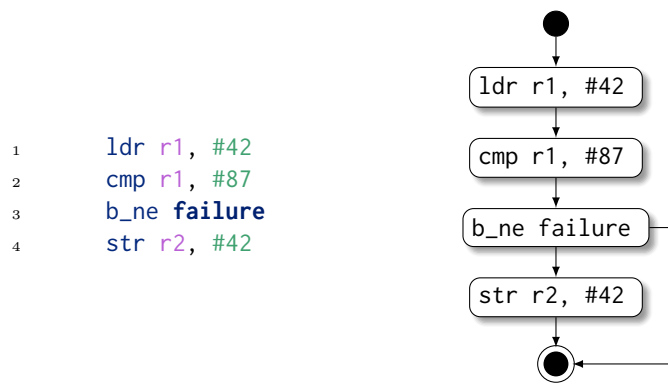 1 ldr r1, #42
2 cmp r1, #87
3 b_ne failure
4 str r2, #42
ldr r1, #42
cmp r1, #87
b_ne failure
str r2, #42